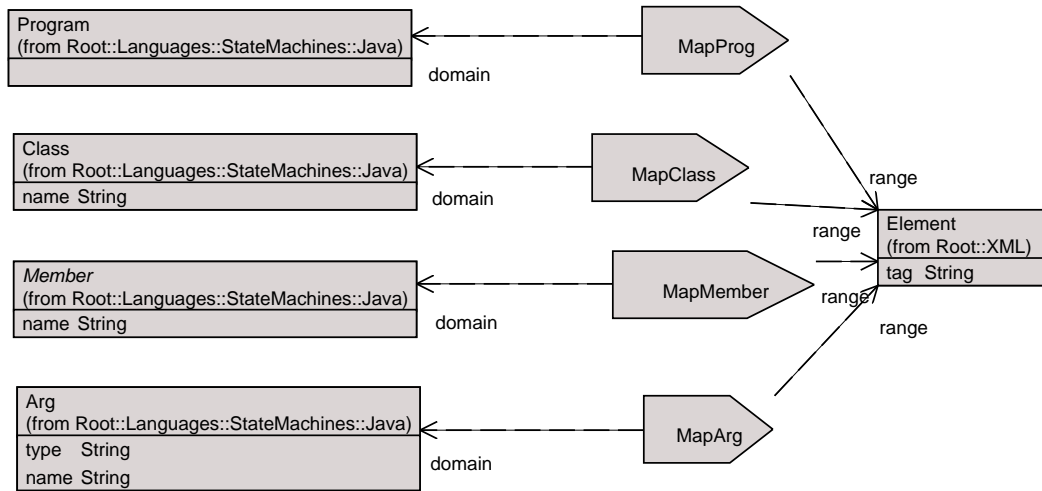 Program
(from Root::Languages::StateMachines::Java)
domain
MapProg
Class
(from Root::Languages::StateMachines::Java)
name String
domain
MapClass
range
Element
(from Root::XML)
tag String
range
Member
(from Root::Languages::StateMachines::Java)
name String
domain
MapMember
range
range
Arg
(from Root::Languages::StateMachines::Java)
type String
name String
domain
MapArg